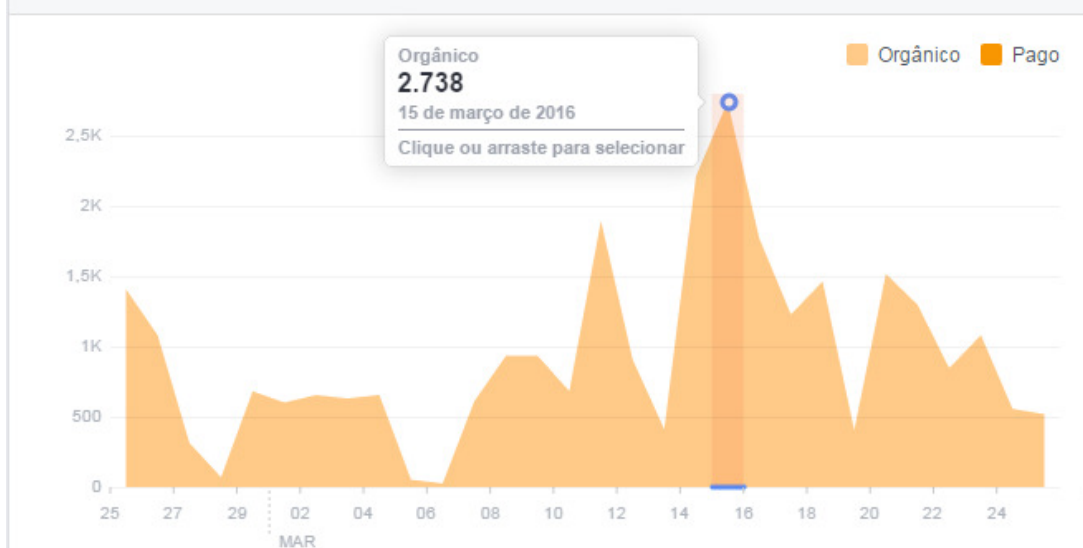 Orgânico Pago
Orgânico
2.738
15 de março de 2016
Clique ou arraste para selecionar
2,5K
2K
1,5K
1K
500
0
25 27 29 02 04 06 08 10 12 14 16 18 20 22 24
MAR